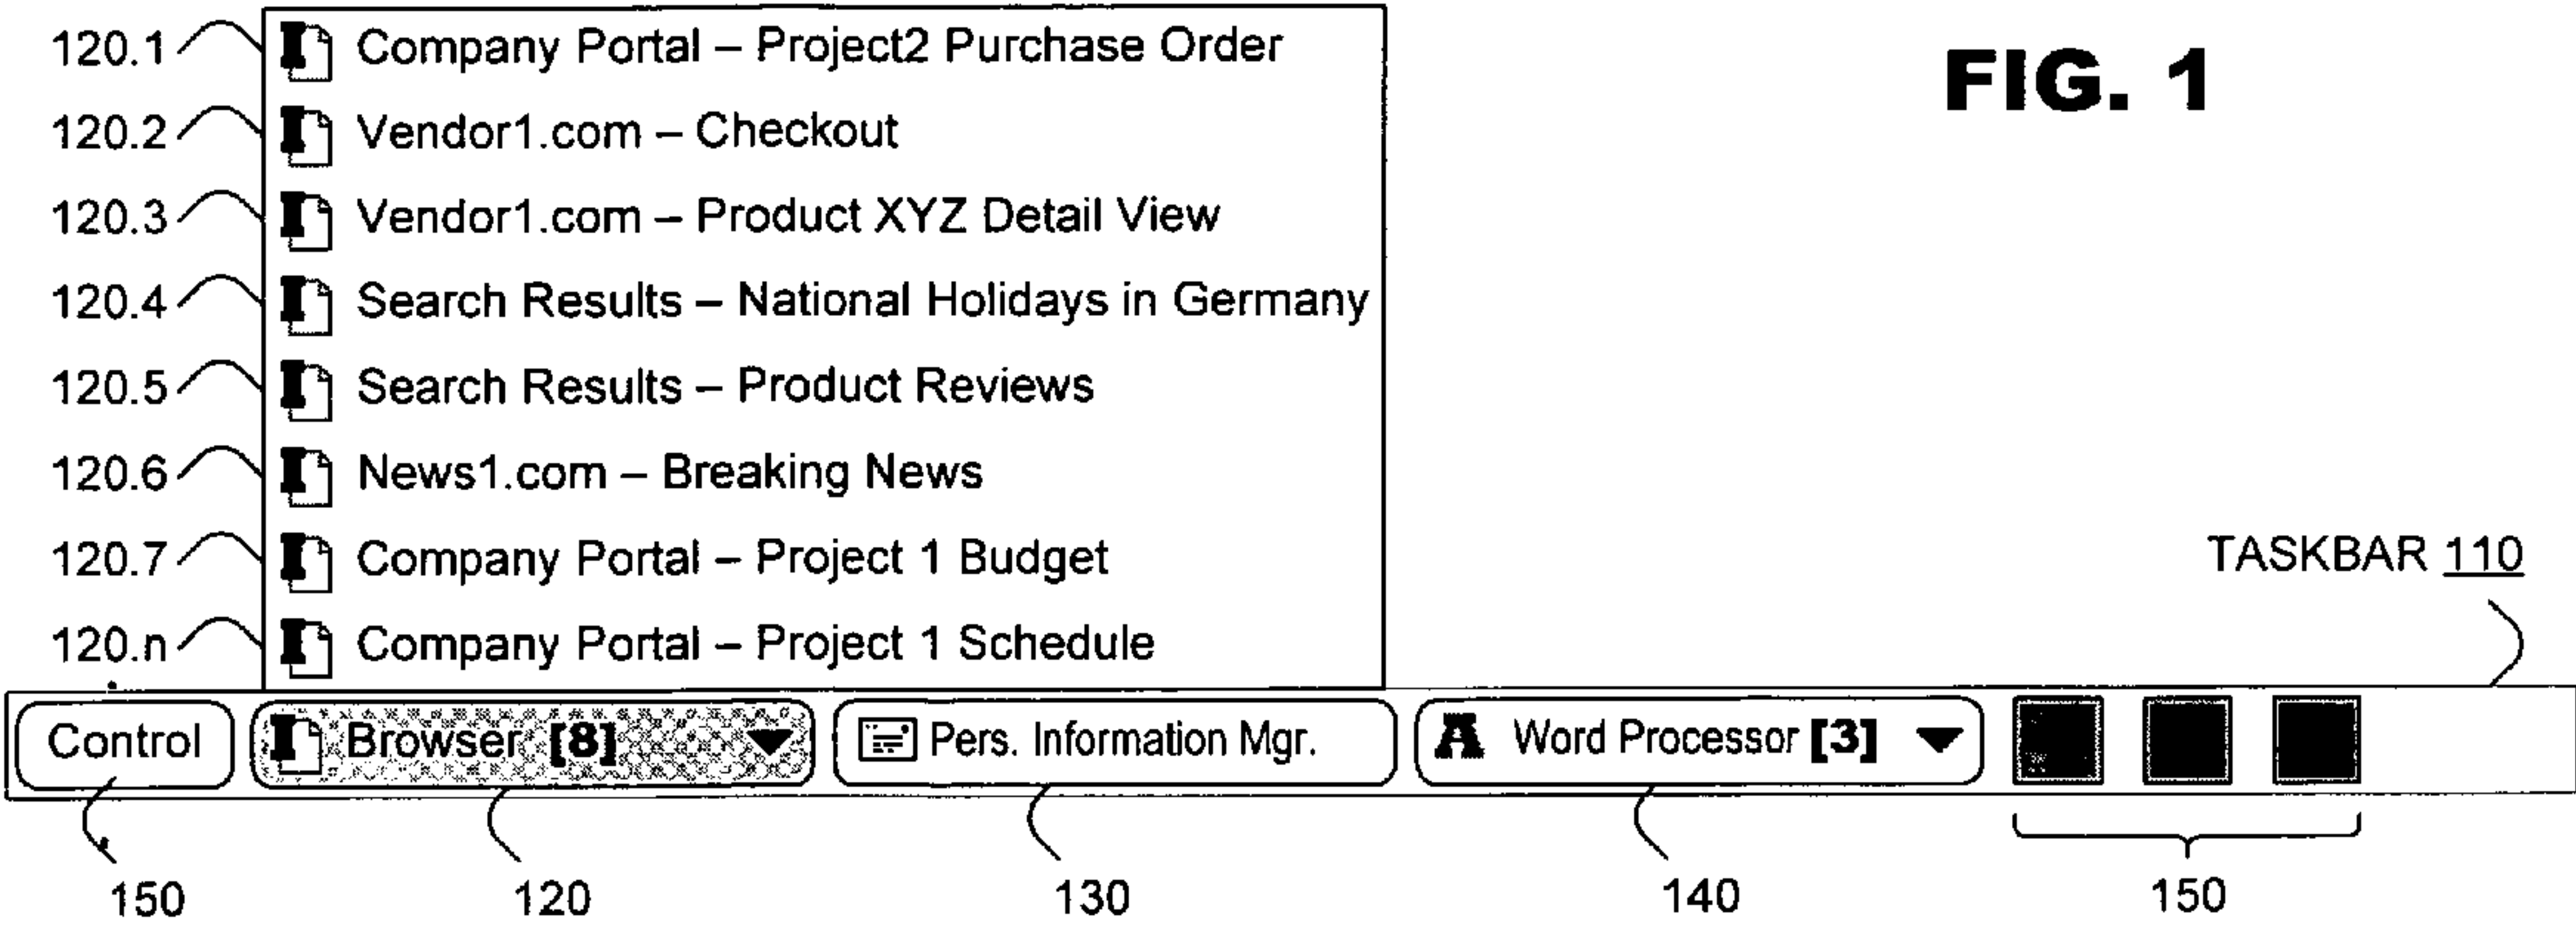 FIG. 1
120.1 Company Portal – Project2 Purchase Order
120.2 Vendor1.com – Checkout
120.3 Vendor1.com – Product XYZ Detail View
120.4 Search Results – National Holidays in Germany
120.5 Search Results – Product Reviews
120.6 News1.com – Breaking News
120.7 Company Portal – Project 1 Budget
TASKBAR 110
120.n Company Portal – Project 1 Schedule
Control Browser [8] Pers. Information Mgr. A Word Processor [3]
150 120 130 140 150